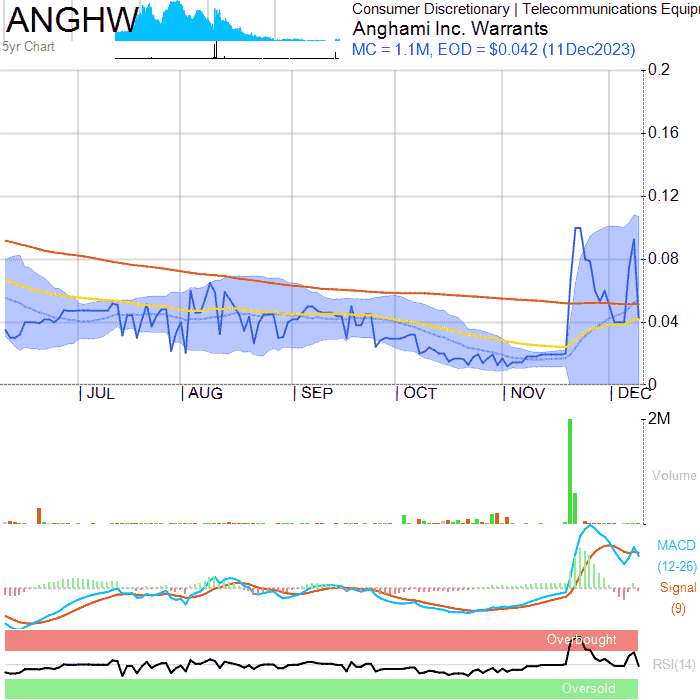 ANGHW
5yr Chart
Consumer Discretionary | Telecommunications Equip
Anghami Inc. Warrants
MC = 1.1M, EOD = $0.042 (11Dec2023)
0.2
0.16
0.12
0.08
0.04
0
| JUL | AUG | SEP | OCT | NOV | DEC
2M
Volume
MACD
(12-26)
Signal
(9)
Overbought
RSI(14)
Oversold